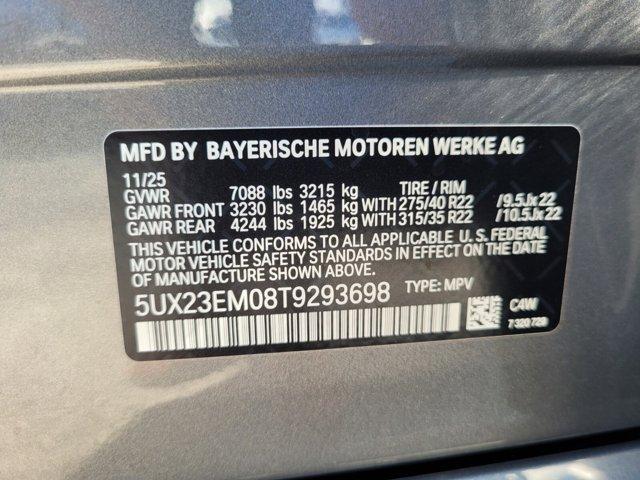 MFD BY BAYERISCHE MOTOREN WERKE AG
11/25
GVWR 7088 lbs 3215 kg TIRE / RIM
GAWR FRONT 3230 lbs 1465 kg WITH 275/40 R22 /9.5Jx22
GAWR REAR 4244 lbs 1925 kg WITH 315/35 R22 /10.5Jx22
THIS VEHICLE CONFORMS TO ALL APPLICABLE U.S. FEDERAL
MOTOR VEHICLE SAFETY STANDARDS IN EFFECT ON THE DATE
OF MANUFACTURE SHOWN ABOVE.
5UX23EM08T9293698 TYPE: MPV
C4W
7 320 729